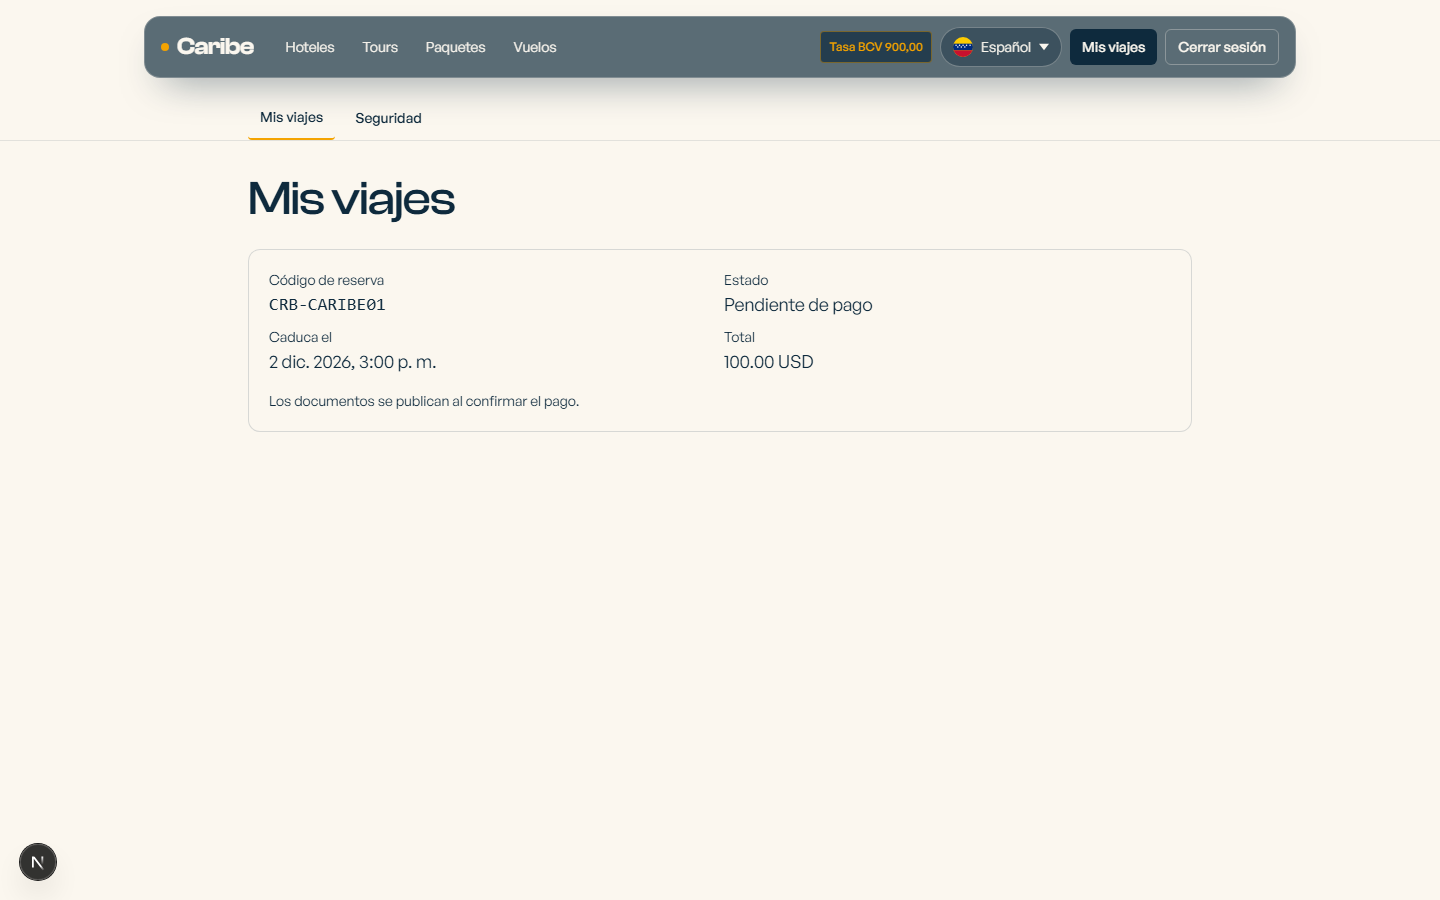 Caribe Hoteles Tours Paquetes Vuelos Tasa BCV 900,00 Español Mis viajes Cerrar sesión
Mis viajes Seguridad
Mis viajes
Código de reserva Estado
CRB-CARIBE01 Pendiente de pago
Caduca el Total
2 dic. 2026, 3:00 p. m. 100.00 USD
Los documentos se publican al confirmar el pago.
N